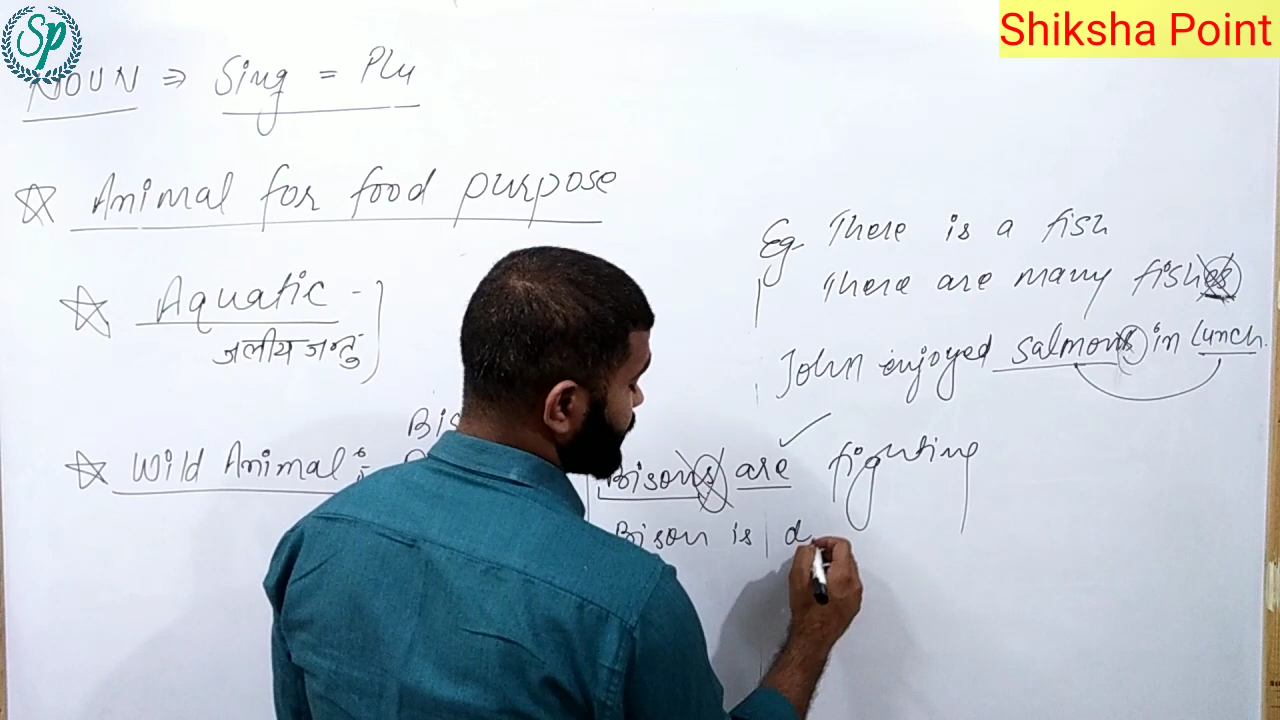 Sp
Shiksha Point
NOUN ⇒ Sing = Plu
☆ Animal for food purpose
☆ Aquatic -
जलीय जन्तु
Eg There is a fish
There are many fishes
John enjoyed salmons in Lunch.
☆ Wild Animal :
Bisons are ✓ fighting
Bison is